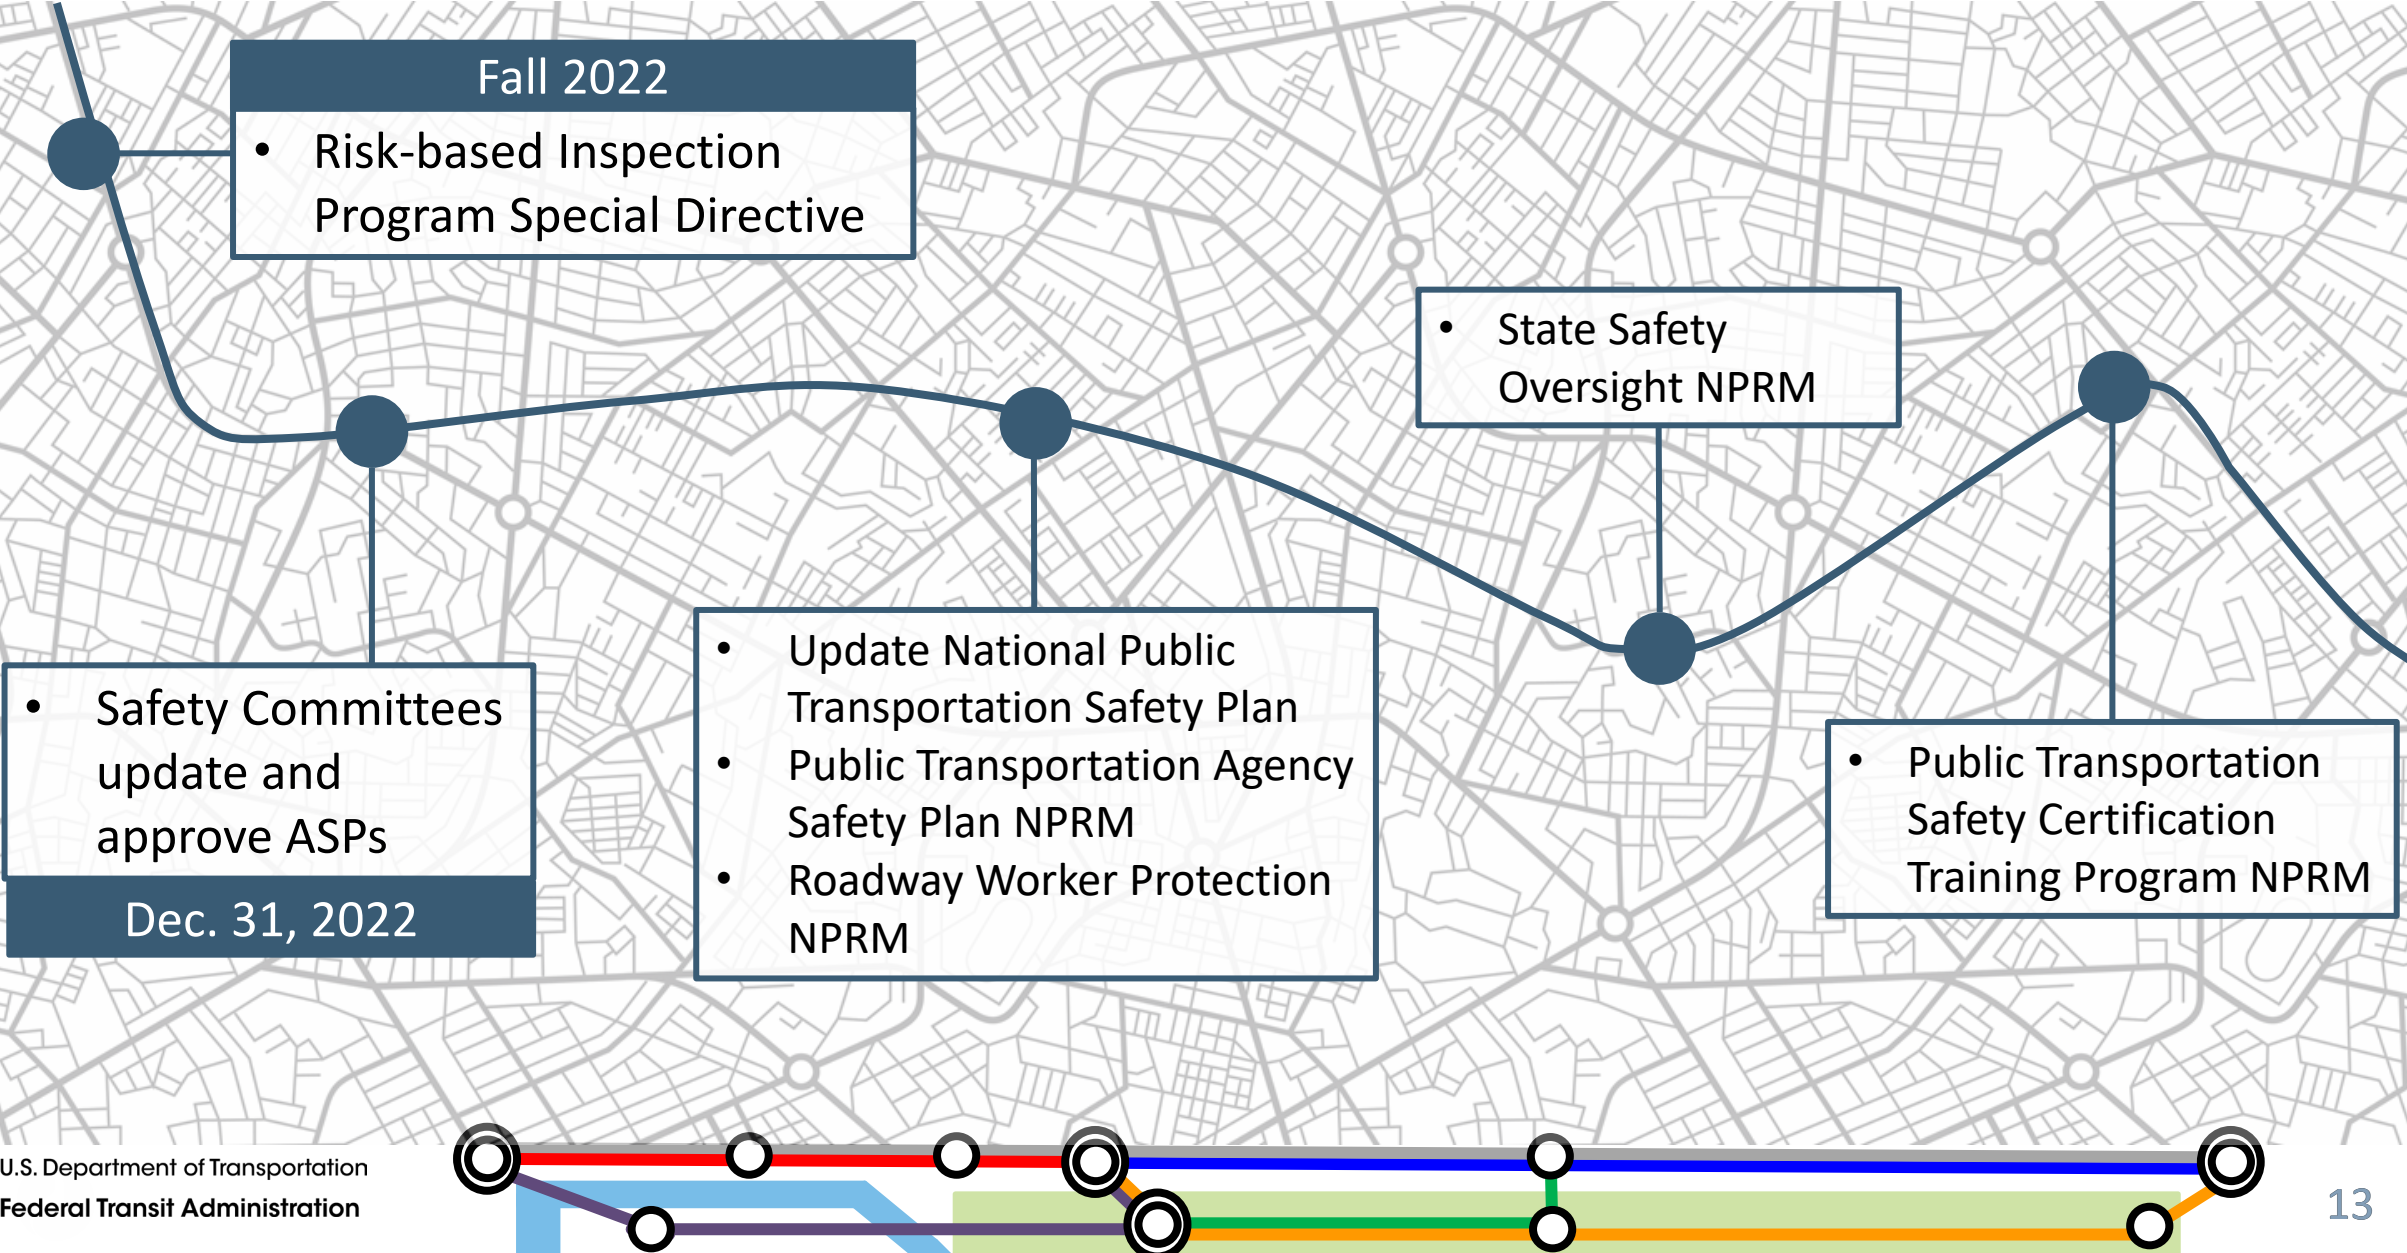 Fall 2022
• Risk-based Inspection
Program Special Directive
• Safety Committees
update and
approve ASPs
Dec. 31, 2022
• Update National Public
Transportation Safety Plan
• Public Transportation Agency
Safety Plan NPRM
• Roadway Worker Protection
NPRM
• State Safety
Oversight NPRM
• Public Transportation
Safety Certification
Training Program NPRM
U.S. Department of Transportation
Federal Transit Administration
13